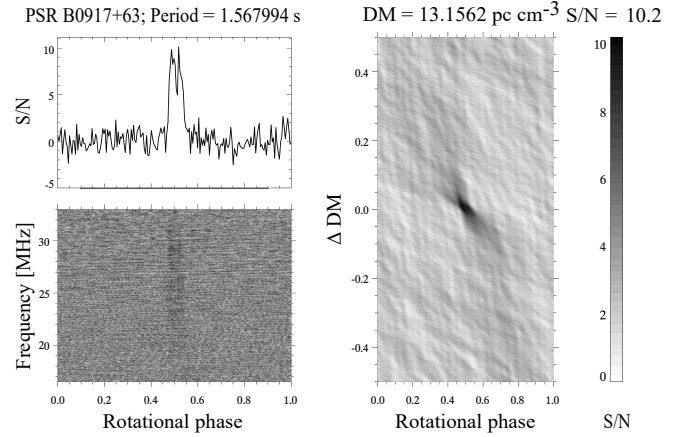 PSR B0917+63; Period = 1.567994 s
DM = 13.1562 pc cm-3 S/N = 10.2
10
5
0
-5
S/N
30
25
20
Frequency [MHz]
0.0 0.2 0.4 0.6 0.8 1.0
Rotational phase
0.4
0.2
0.0
-0.2
-0.4
Δ DM
0.0 0.2 0.4 0.6 0.8 1.0
Rotational phase
10
8
6
4
2
0
S/N